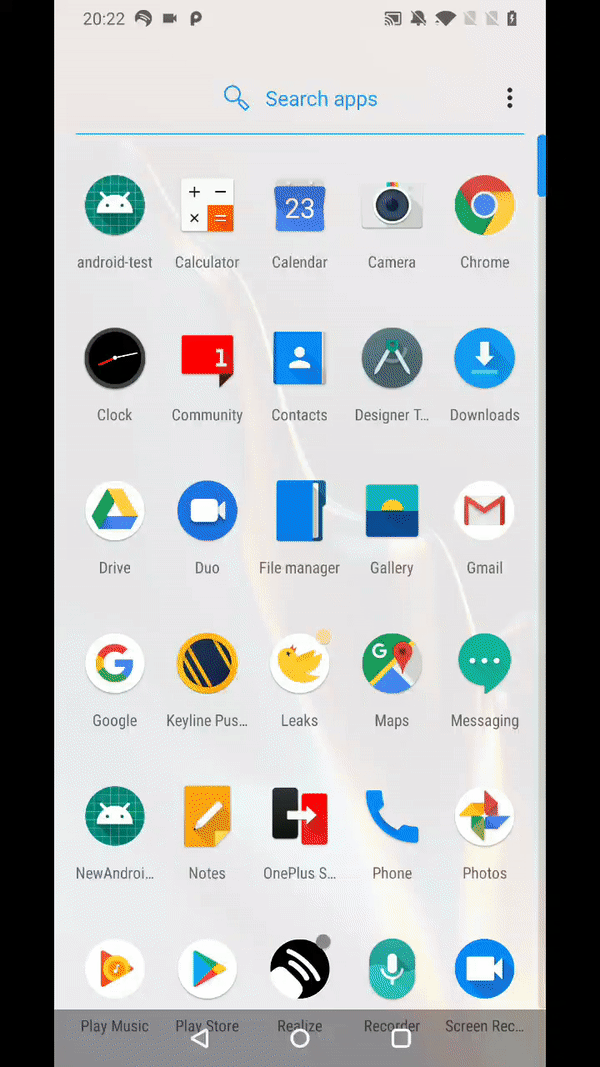 20:22
Search apps
+ −
× =
23
android-test Calculator Calendar Camera Chrome
1
Clock Community Contacts Designer T... Downloads
Drive Duo File manager Gallery Gmail
G
Google Keyline Pus... Leaks Maps Messaging
NewAndroi... Notes OnePlus S... Phone Photos
Play Music Play Store Realize Recorder Screen Rec...